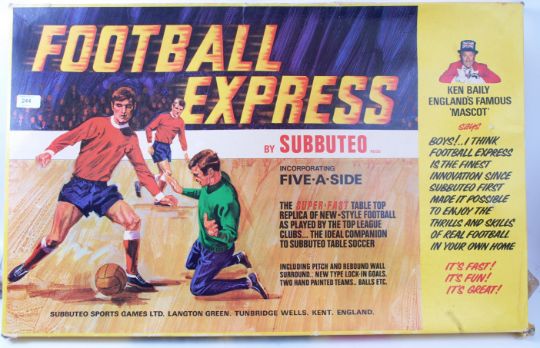 244
FOOTBALL
EXPRESS
BY SUBBUTEO
INCORPORATING
FIVE-A-SIDE
THE SUPER-FAST TABLE TOP
REPLICA OF NEW-STYLE FOOTBALL
AS PLAYED BY THE TOP LEAGUE
CLUBS... THE IDEAL COMPANION
TO SUBBUTEO TABLE SOCCER
INCLUDING PITCH AND REBOUND WALL
SURROUND. NEW TYPE LOCK-IN GOALS.
TWO HAND PAINTED TEAMS.. BALLS ETC.
SUBBUTEO SPORTS GAMES LTD. LANGTON GREEN. TUNBRIDGE WELLS. KENT. ENGLAND.
KEN BAILY
ENGLAND'S FAMOUS
'MASCOT'
says
BOYS!..I THINK
FOOTBALL EXPRESS
IS THE FINEST
INNOVATION SINCE
SUBBUTEO FIRST
MADE IT POSSIBLE
TO ENJOY THE
THRILLS AND SKILLS
OF REAL FOOTBALL
IN YOUR OWN HOME
IT'S FAST!
IT'S FUN!
IT'S GREAT!